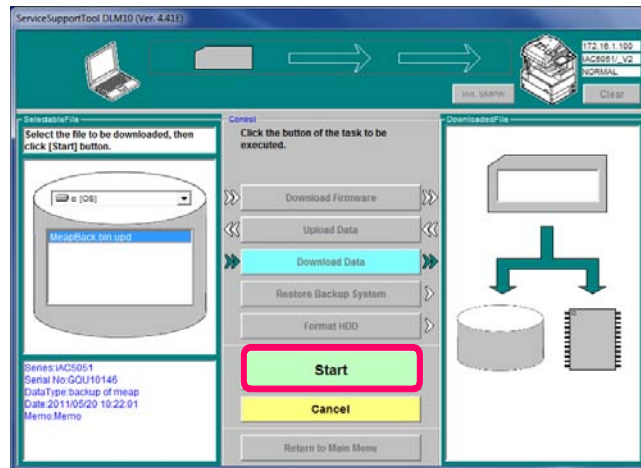 ServiceSupportTool DLM10 (Ver. 4.41E)
172.16.1.100
iAC5051/_V2
NORMAL
Clear
SelectableFile
Select the file to be downloaded, then
click [Start] button.
c [OS]
MeapBack.bin.upd
Series:iAC5051
Serial No:GQU10146
DataType:backup of meap
Date:2011/05/20 10:22:01
Memo:Memo
Control
Click the button of the task to be
executed.
Download Firmware
Upload Data
Download Data
Restore Backup System
Format HDD
Start
Cancel
Return to Main Menu
DownloadedFile